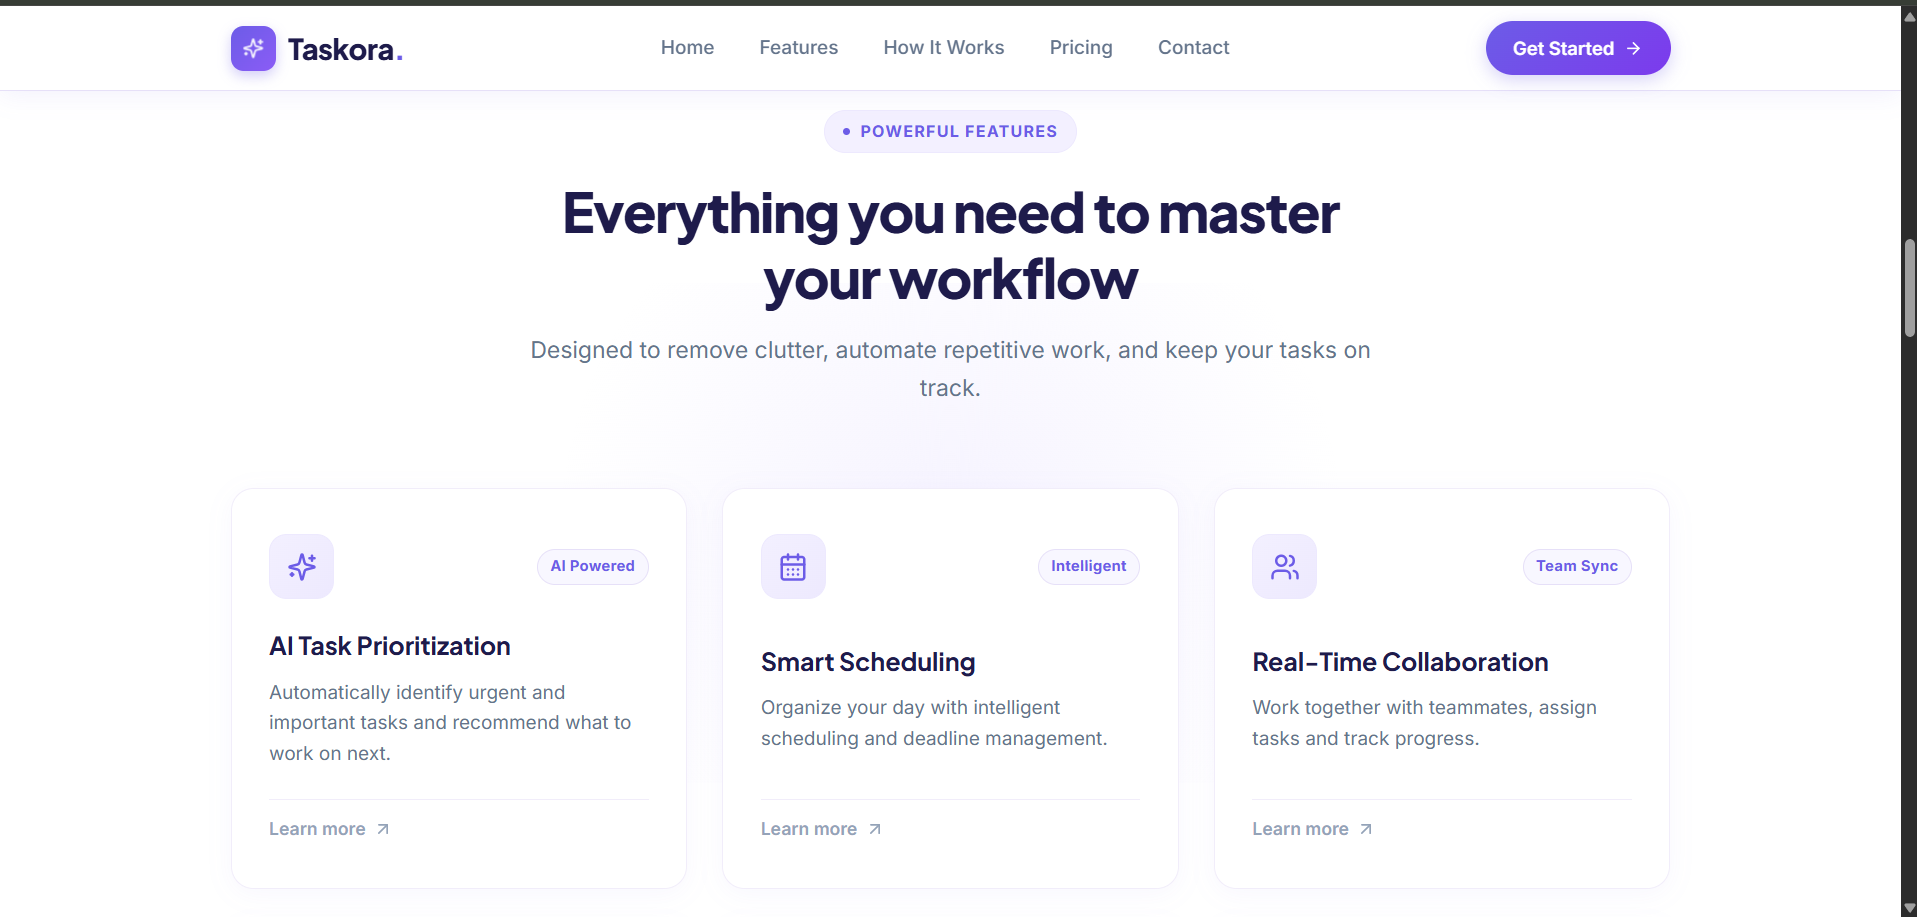 Taskora.
Home
Features
How It Works
Pricing
Contact
Get Started
POWERFUL FEATURES
Everything you need to master
your workflow
Designed to remove clutter, automate repetitive work, and keep your tasks on
track.
AI Powered
AI Task Prioritization
Automatically identify urgent and
important tasks and recommend what to
work on next.
Learn more
Intelligent
Smart Scheduling
Organize your day with intelligent
scheduling and deadline management.
Learn more
Team Sync
Real-Time Collaboration
Work together with teammates, assign
tasks and track progress.
Learn more